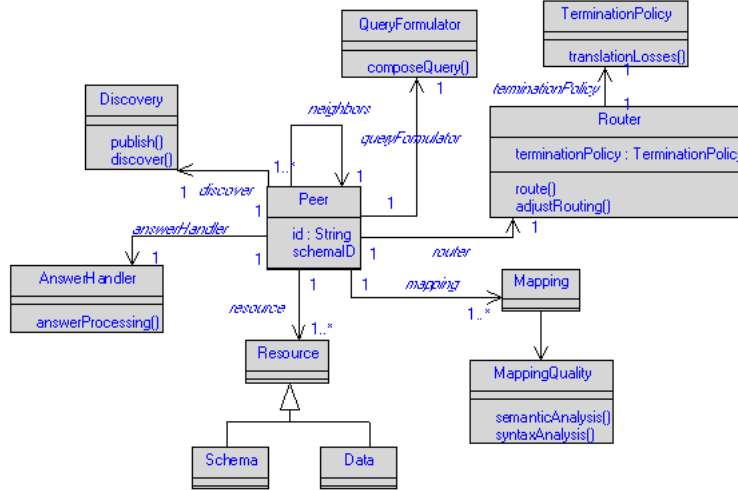 QueryFormulator
composeQuery()
1
TerminationPolicy
translationLosses()
1
terminationPolicy
1
Discovery
publish()
discover()
1
discover
1
neighbors
1..*
1
queryFormulator
1
Router
terminationPolicy : TerminationPolicy
route()
adjustRouting()
1
router
1
Peer
id : String
schemaID
answerHandler
1
1
AnswerHandler
answerProcessing()
resource
1
1..*
1
mapping
1..*
Mapping
Resource
MappingQuality
semanticAnalysis()
syntaxAnalysis()
Schema
Data